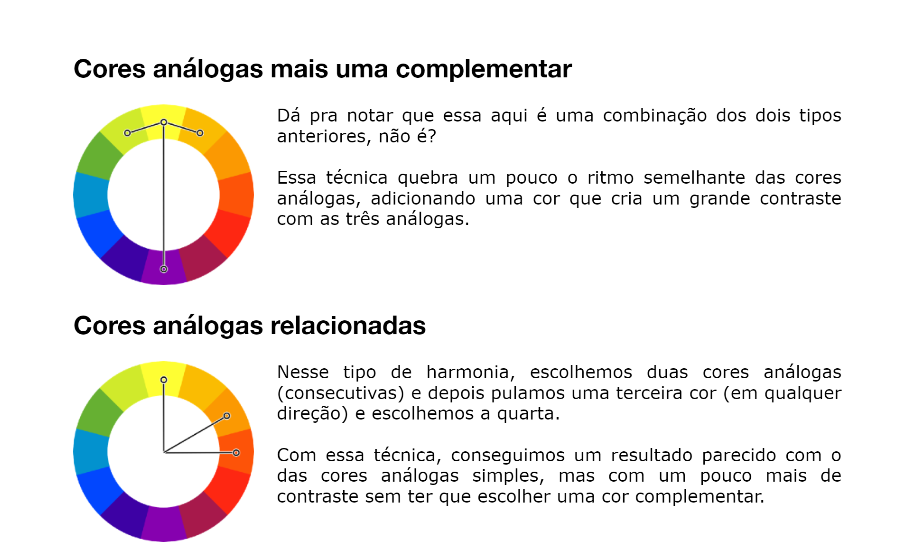 Cores análogas mais uma complementar
Dá pra notar que essa aqui é uma combinação dos dois tipos
anteriores, não é?
Essa técnica quebra um pouco o ritmo semelhante das cores
análogas, adicionando uma cor que cria um grande contraste
com as três análogas.
Cores análogas relacionadas
Nesse tipo de harmonia, escolhemos duas cores análogas
(consecutivas) e depois pulamos uma terceira cor (em qualquer
direção) e escolhemos a quarta.
Com essa técnica, conseguimos um resultado parecido com o
das cores análogas simples, mas com um pouco mais de
contraste sem ter que escolher uma cor complementar.